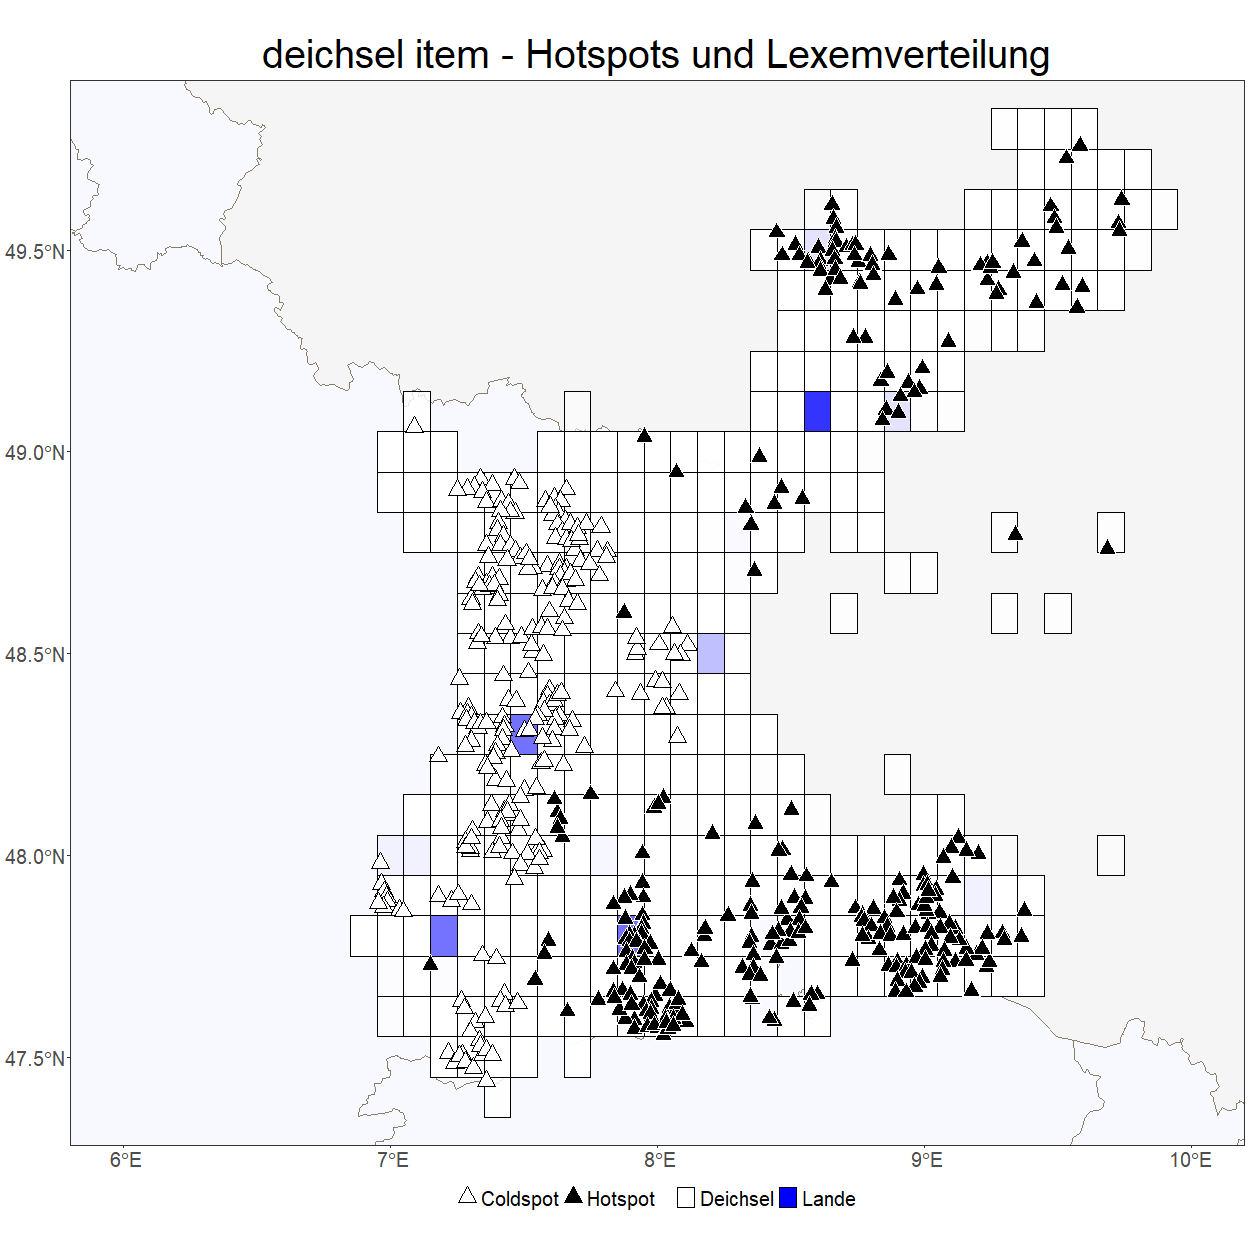 deichsel item - Hotspots und Lexemverteilung
49.5°N
49.0°N
48.5°N
48.0°N
47.5°N
6°E 7°E 8°E 9°E 10°E
Coldspot Hotspot Deichsel Lande